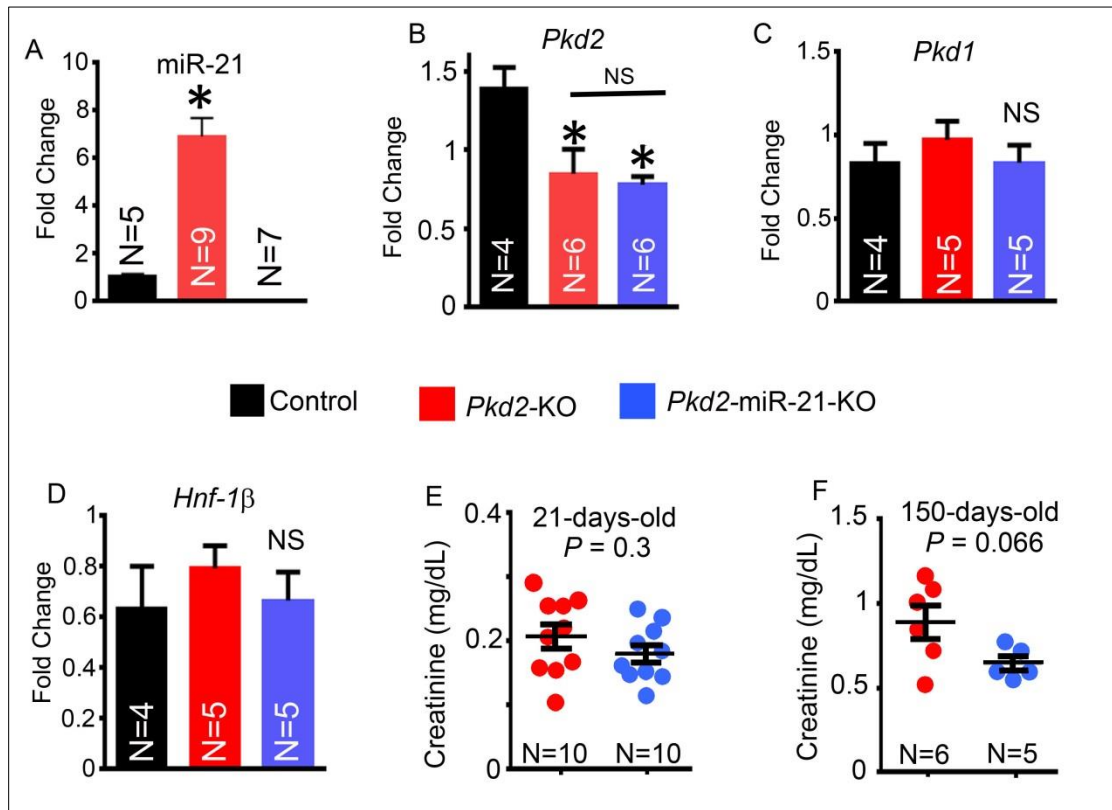 A
miR-21
Fold Change
10
8
6
4
2
0
*
N=5
N=9
N=7
B
Pkd2
Fold Change
1.5
1
0.5
0
NS
*
*
N=4
N=6
N=6
C
Pkd1
Fold Change
1.5
1
0.5
0
NS
N=4
N=5
N=5
Control
Pkd2-KO
Pkd2-miR-21-KO
D
Hnf-1β
Fold Change
1
0.8
0.6
0.4
0.2
0
NS
N=4
N=5
N=5
E
21-days-old
P = 0.3
Creatinine (mg/dL)
0.4
0.2
0
N=10
N=10
F
150-days-old
P = 0.066
Creatinine (mg/dL)
1.5
1
0.5
0
N=6
N=5